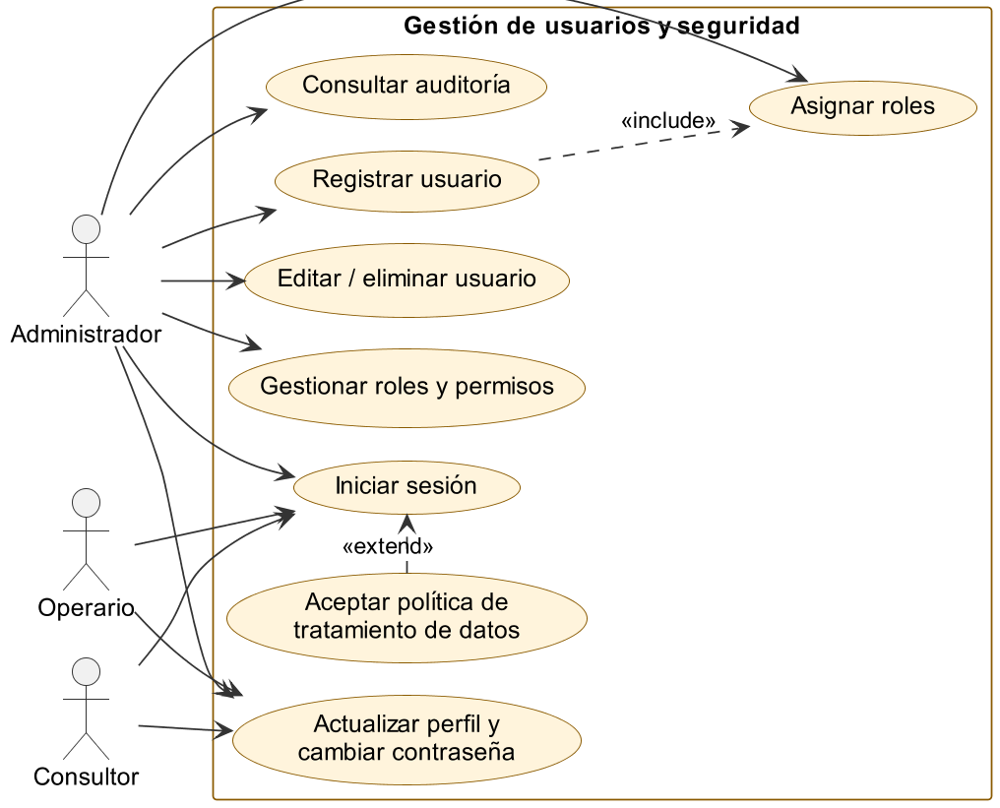 Gestión de usuarios y seguridad
Consultar auditoría
Asignar roles
«include»
Registrar usuario
Editar / eliminar usuario
Administrador
Gestionar roles y permisos
Iniciar sesión
«extend»
Operario
Aceptar política de
tratamiento de datos
Actualizar perfil y
cambiar contraseña
Consultor